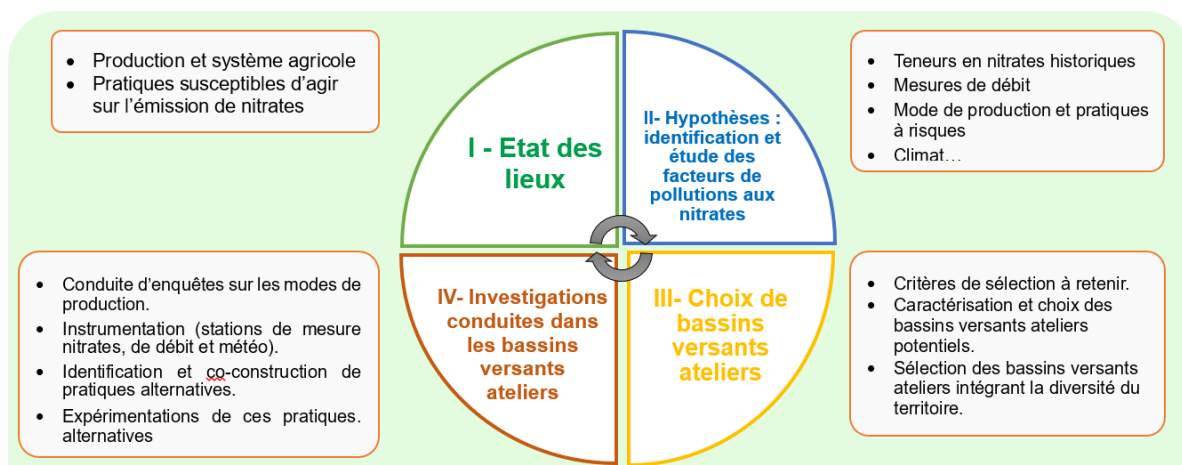 • Production et système agricole
• Pratiques susceptibles d'agir
sur l'émission de nitrates
I - Etat des
lieux
II- Hypothèses :
identification et
étude des
facteurs de
pollutions aux
nitrates
• Teneurs en nitrates historiques
• Mesures de débit
• Mode de production et pratiques
à risques
• Climat…
• Conduite d'enquêtes sur les modes de
production.
• Instrumentation (stations de mesure
nitrates, de débit et météo).
• Identification et co-construction de
pratiques alternatives.
• Expérimentations de ces pratiques.
alternatives
IV- Investigations
conduites dans
les bassins
versants
ateliers
III- Choix de
bassins
versants
ateliers
• Critères de sélection à retenir.
• Caractérisation et choix des
bassins versants ateliers
potentiels.
• Sélection des bassins versants
ateliers intégrant la diversité du
territoire.